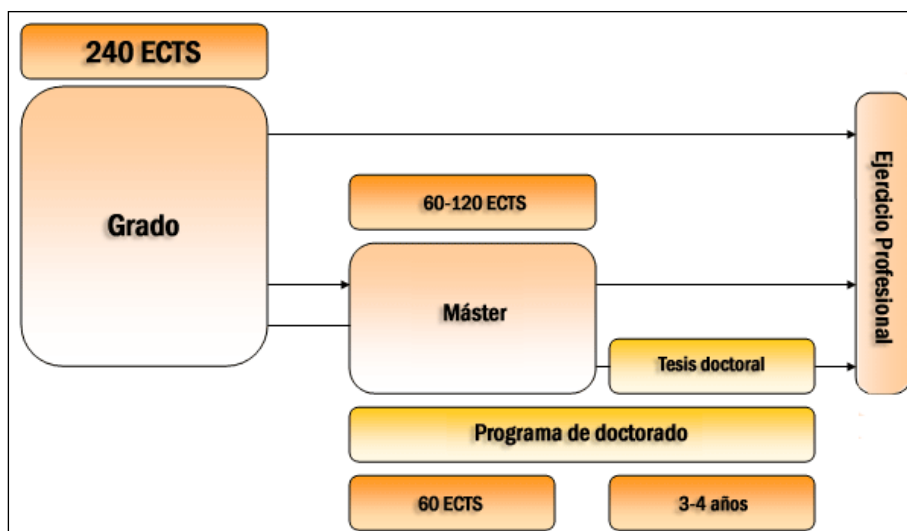 240 ECTS
Grado
60-120 ECTS
Máster
Ejercicio Profesional
Tesis doctoral
Programa de doctorado
60 ECTS
3-4 años